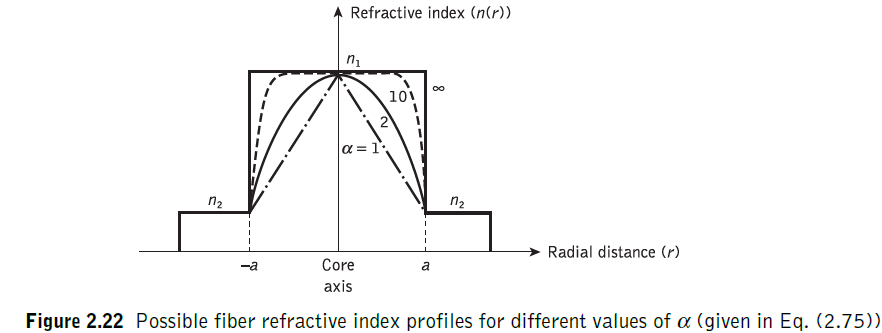 Refractive index (n(r))
n₁
∞
10
2
α = 1
n₂
n₂
Radial distance (r)
–a
Core
axis
a
Figure 2.22 Possible fiber refractive index profiles for different values of α (given in Eq. (2.75))